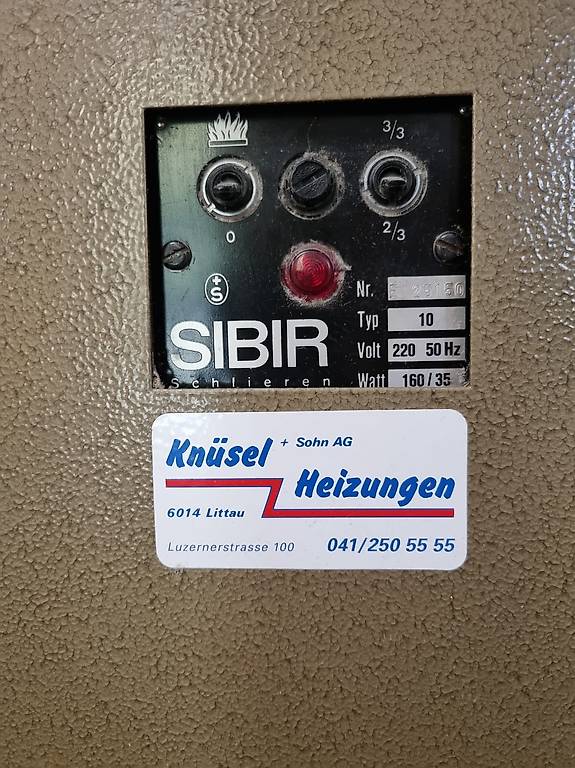 3/3
0
2/3
+
S
Nr.
Typ 10
SIBIR
Volt 220 50 Hz
Schlieren
Watt 160/35
Knüsel + Sohn AG
Heizungen
6014 Littau
Luzernerstrasse 100 041/250 55 55